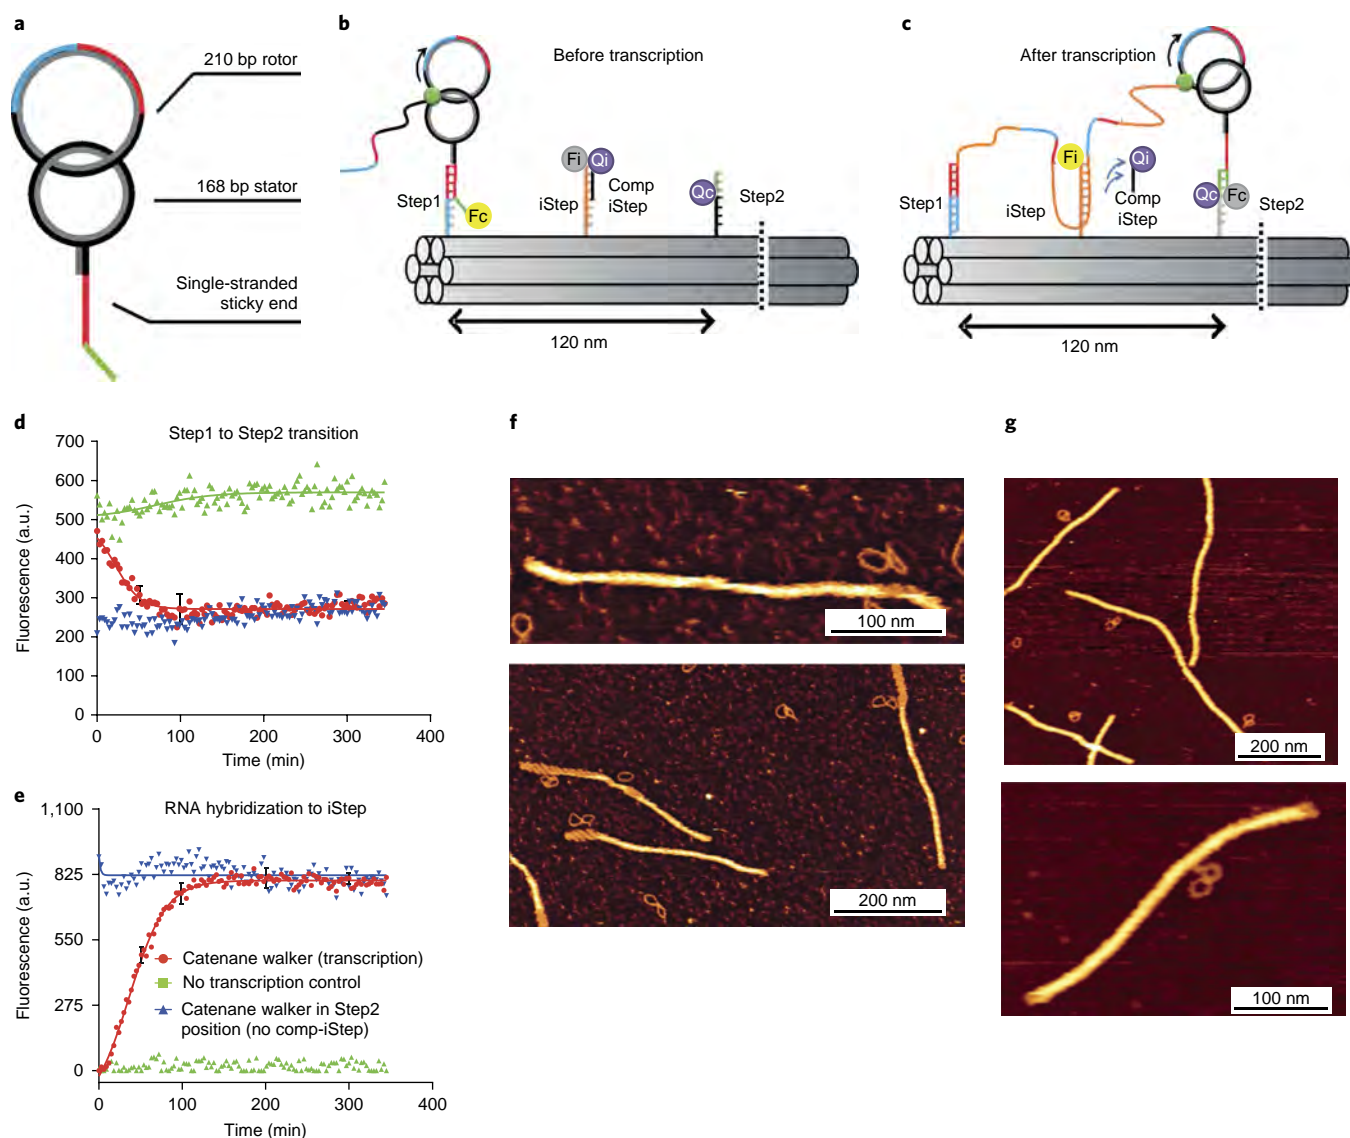 a
210 bp rotor
168 bp stator
Single-stranded
sticky end
b
Before transcription
Fi
Qi
Qc
Step1
Fc
iStep
Comp
iStep
Step2
120 nm
c
After transcription
Fi
Qi
Step1
iStep
Comp
iStep
Qc
Fc
Step2
120 nm
d
Step1 to Step2 transition
Fluorescence (a.u.)
700
600
500
400
300
200
100
0
0
100
200
300
400
Time (min)
e
RNA hybridization to iStep
Fluorescence (a.u.)
1,100
825
550
275
0
Catenane walker (transcription)
No transcription control
Catenane walker in Step2
position (no comp-iStep)
0
100
200
300
400
Time (min)
f
100 nm
200 nm
g
200 nm
100 nm